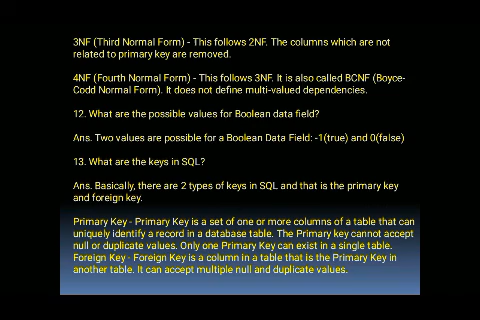 3NF (Third Normal Form) - This follows 2NF. The columns which are not
related to primary key are removed.
4NF (Fourth Normal Form) - This follows 3NF. It is also called BCNF (Boyce-
Codd Normal Form). It does not define multi-valued dependencies.
12. What are the possible values for Boolean data field?
Ans. Two values are possible for a Boolean Data Field: -1(true) and 0(false)
13. What are the keys in SQL?
Ans. Basically, there are 2 types of keys in SQL and that is the primary key
and foreign key.
Primary Key - Primary Key is a set of one or more columns of a table that can
uniquely identify a record in a database table. The Primary key cannot accept
null or duplicate values. Only one Primary Key can exist in a single table.
Foreign Key - Foreign Key is a column in a table that is the Primary Key in
another table. It can accept multiple null and duplicate values.